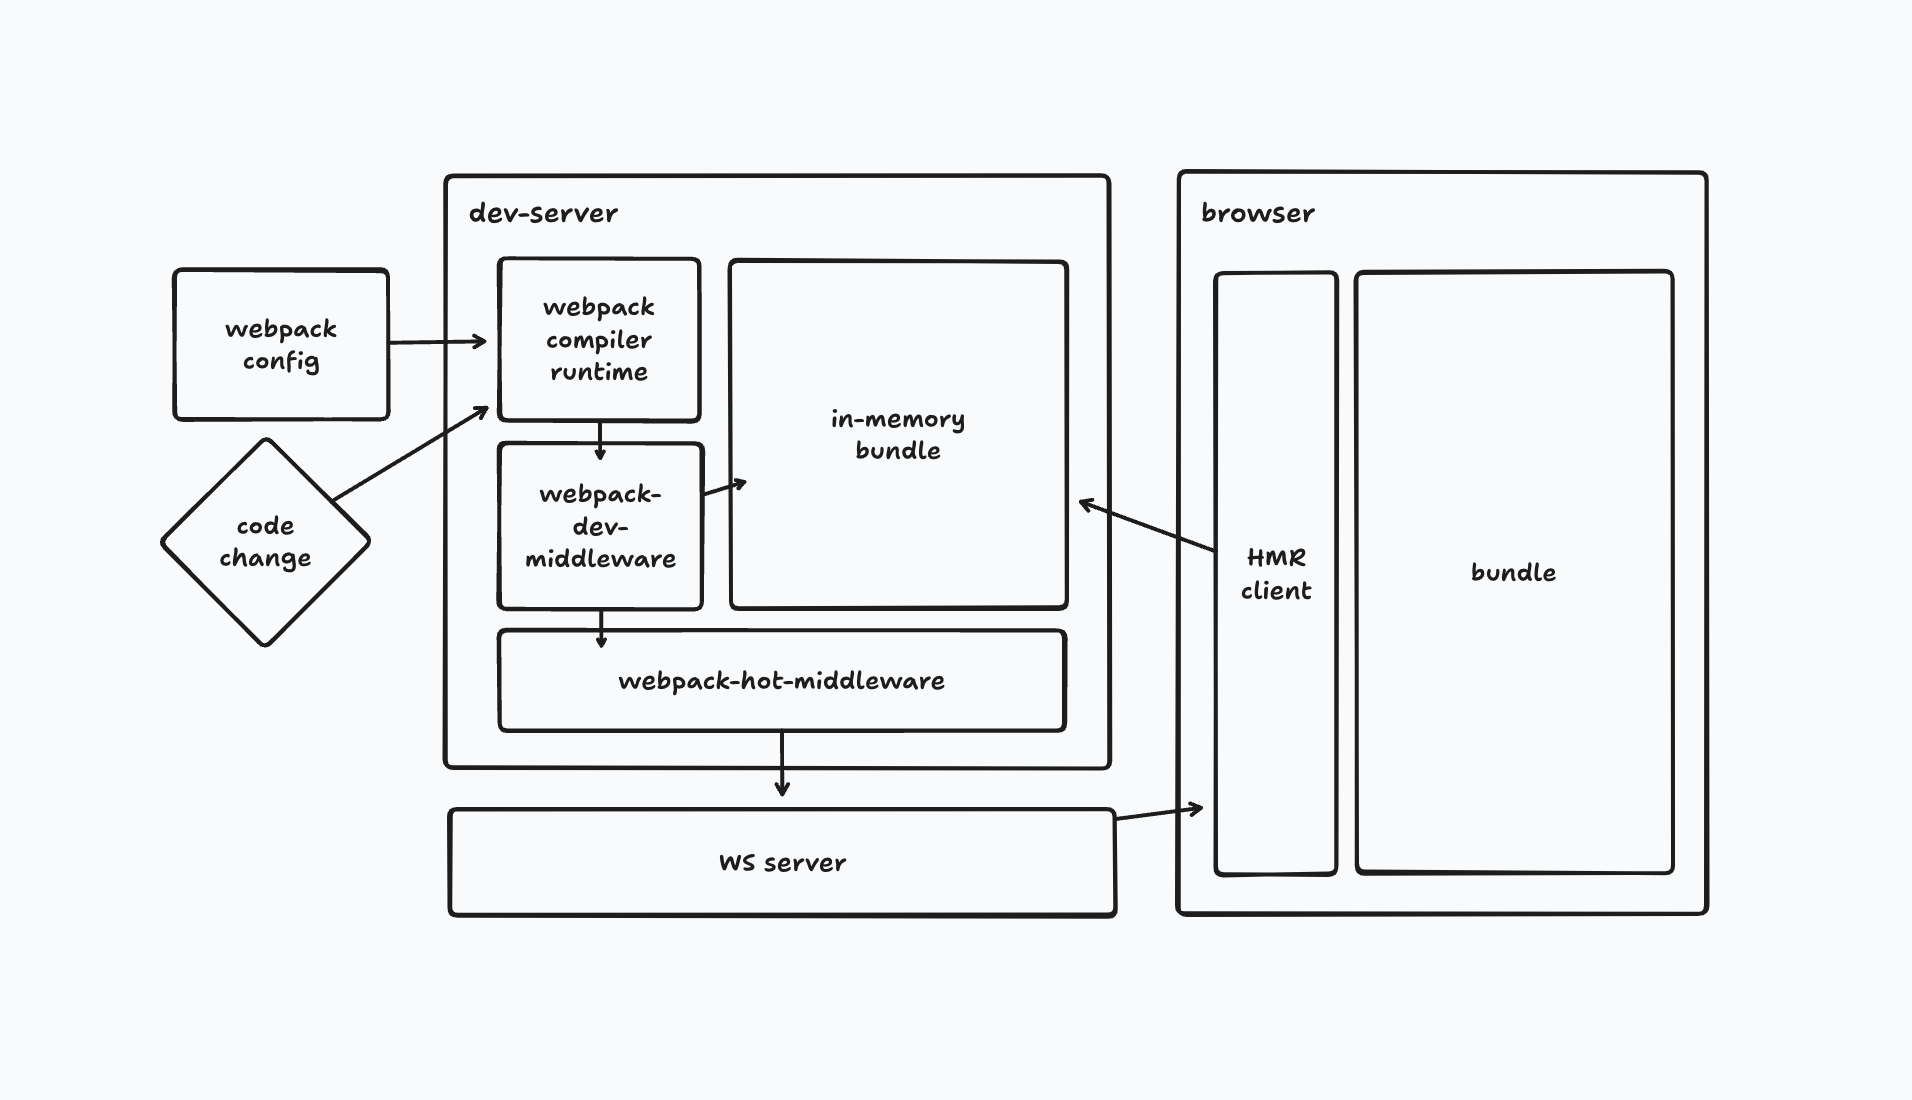 dev-server
browser
webpack
config
webpack
compiler
runtime
in-memory
bundle
code
change
webpack-
dev-
middleware
HMR
client
bundle
webpack-hot-middleware
WS server